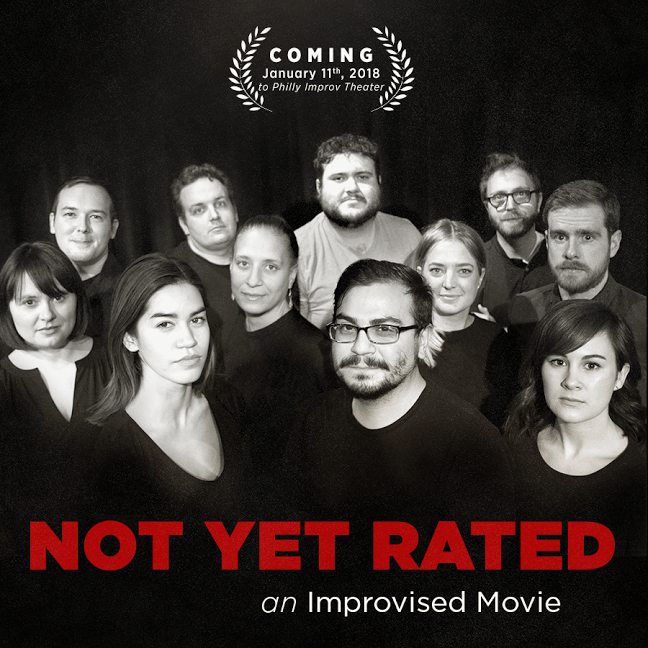 COMING
January 11th, 2018
to Philly Improv Theater
NOT YET RATED
an Improvised Movie